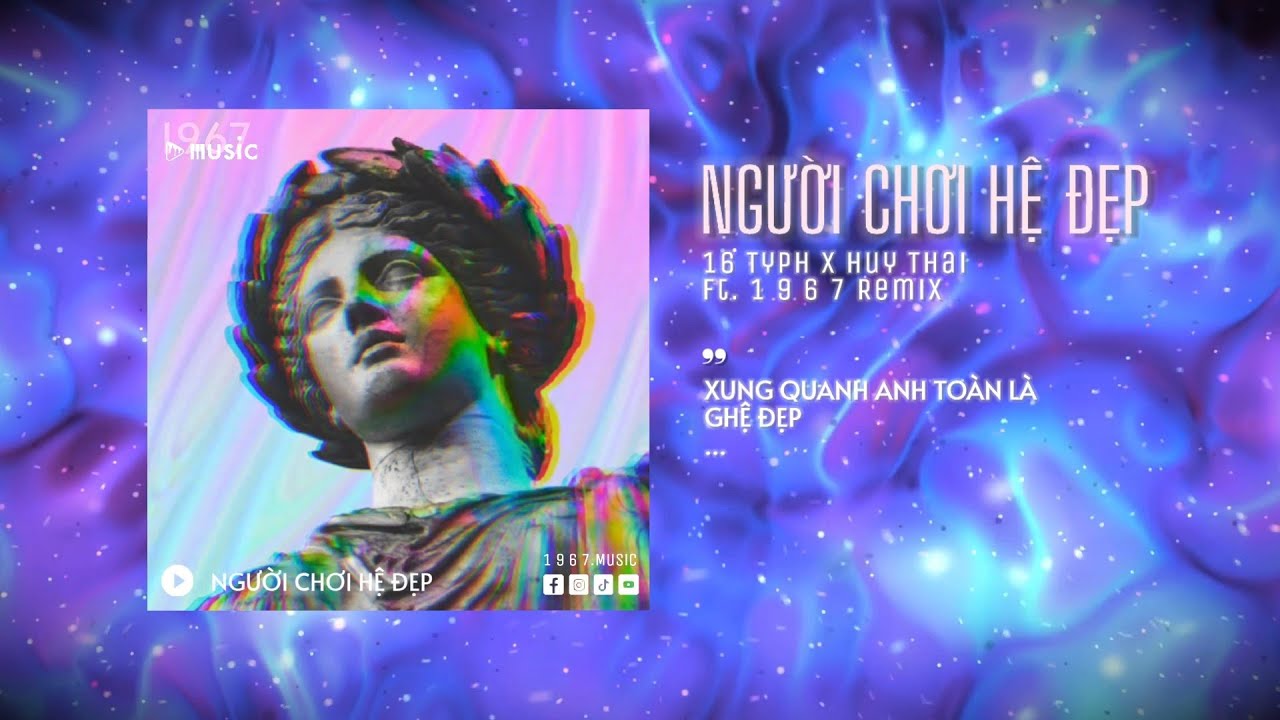 1967
MUSIC
NGƯỜI CHƠI HỆ ĐẸP
16 Typh X Huy Thai
Ft. 1 9 6 7 Remix
”
XUNG QUANH ANH TOÀN LÀ
GHỆ ĐẸP
...
1 9 6 7.MUSIC
NGƯỜI CHƠI HỆ ĐẸP